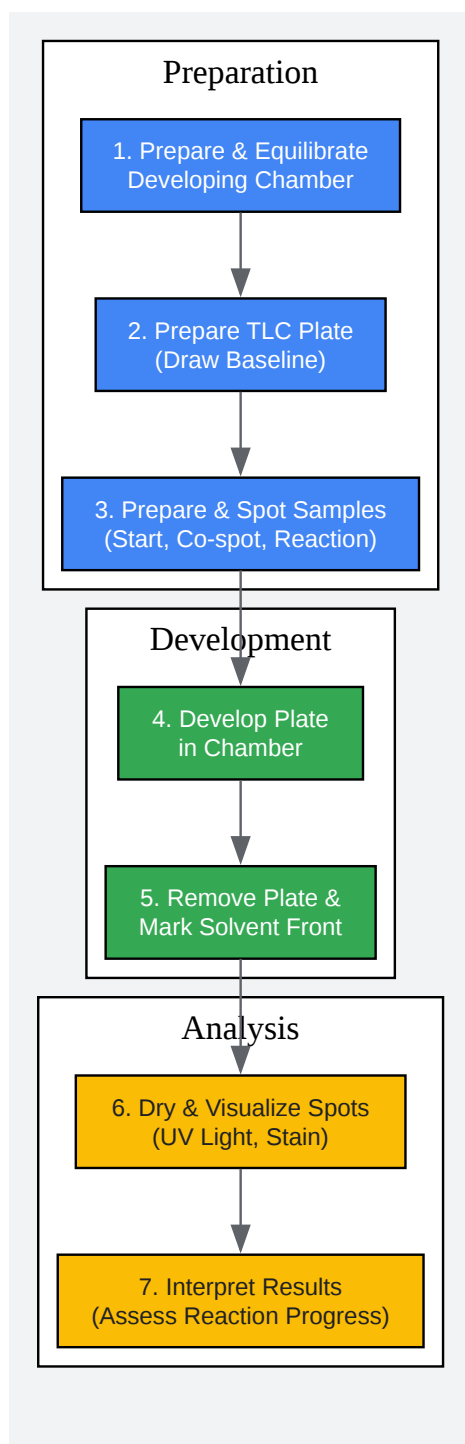 Preparation
1. Prepare & Equilibrate
Developing Chamber
2. Prepare TLC Plate
(Draw Baseline)
3. Prepare & Spot Samples
(Start, Co-spot, Reaction)
Development
4. Develop Plate
in Chamber
5. Remove Plate &
Mark Solvent Front
Analysis
6. Dry & Visualize Spots
(UV Light, Stain)
7. Interpret Results
(Assess Reaction Progress)